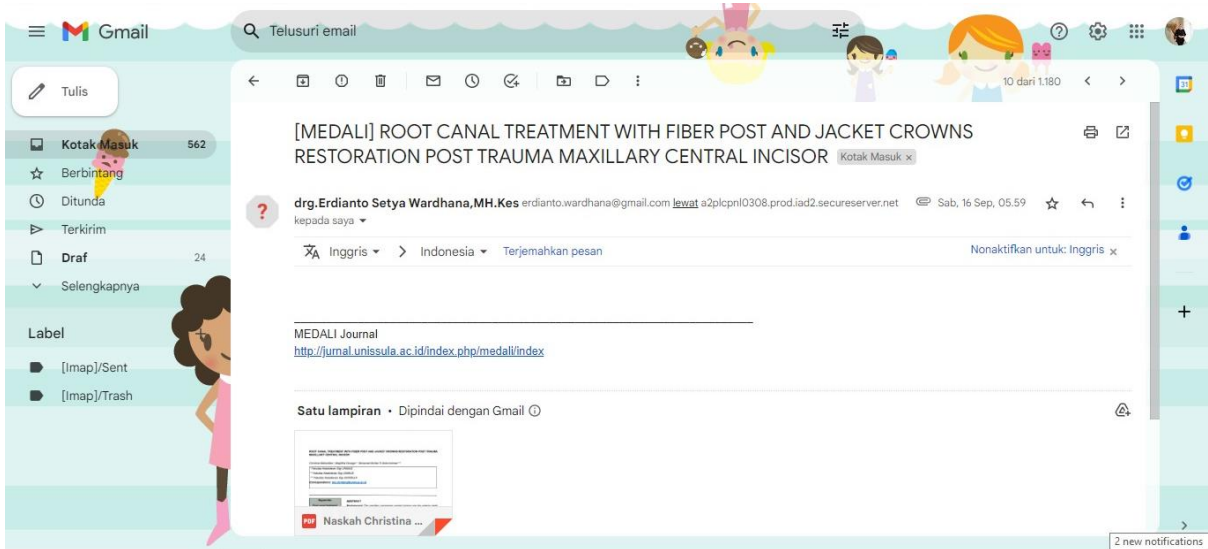 Gmail
Telusuri email
Tulis
10 dari 1.180
Kotak Masuk 562
Berbintang
Ditunda
Terkirim
Draf 24
Selengkapnya
Label
[Imap]/Sent
[Imap]/Trash
[MEDALI] ROOT CANAL TREATMENT WITH FIBER POST AND JACKET CROWNS
RESTORATION POST TRAUMA MAXILLARY CENTRAL INCISOR Kotak Masuk x
drg.Erdianto Setya Wardhana,MH.Kes erdianto.wardhana@gmail.com lewat a2plcpnl0308.prod.iad2.secureserver.net Sab, 16 Sep, 05.59
kepada saya
Inggris > Indonesia Terjemahkan pesan Nonaktifkan untuk: Inggris x
MEDALI Journal
http://jurnal.unissula.ac.id/index.php/medali/index
Satu lampiran • Dipindai dengan Gmail
ABSTRACT
PDF Naskah Christina ...
31
2 new notifications